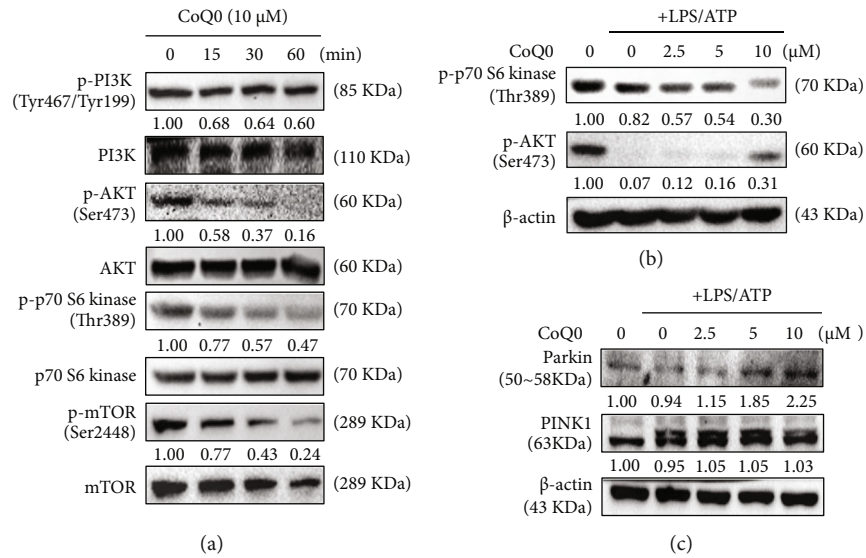 CoQ0 (10 μM)
0 15 30 60 (min)
p-PI3K
(Tyr467/Tyr199)
(85 KDa)
1.00 0.68 0.64 0.60
PI3K
(110 KDa)
p-AKT
(Ser473)
(60 KDa)
1.00 0.58 0.37 0.16
AKT
(60 KDa)
p-p70 S6 kinase
(Thr389)
(70 KDa)
1.00 0.77 0.57 0.47
p70 S6 kinase
(70 KDa)
p-mTOR
(Ser2448)
(289 KDa)
1.00 0.77 0.43 0.24
mTOR
(289 KDa)
(a)
+LPS/ATP
CoQ0 0 0 2.5 5 10 (μM)
p-p70 S6 kinase
(Thr389)
(70 KDa)
1.00 0.82 0.57 0.54 0.30
p-AKT
(Ser473)
(60 KDa)
1.00 0.07 0.12 0.16 0.31
β-actin
(43 KDa)
(b)
+LPS/ATP
CoQ0 0 0 2.5 5 10 (μM )
Parkin
(50~58KDa)
1.00 0.94 1.15 1.85 2.25
PINK1
(63KDa)
1.00 0.95 1.05 1.05 1.03
β-actin
(43 KDa)
(c)